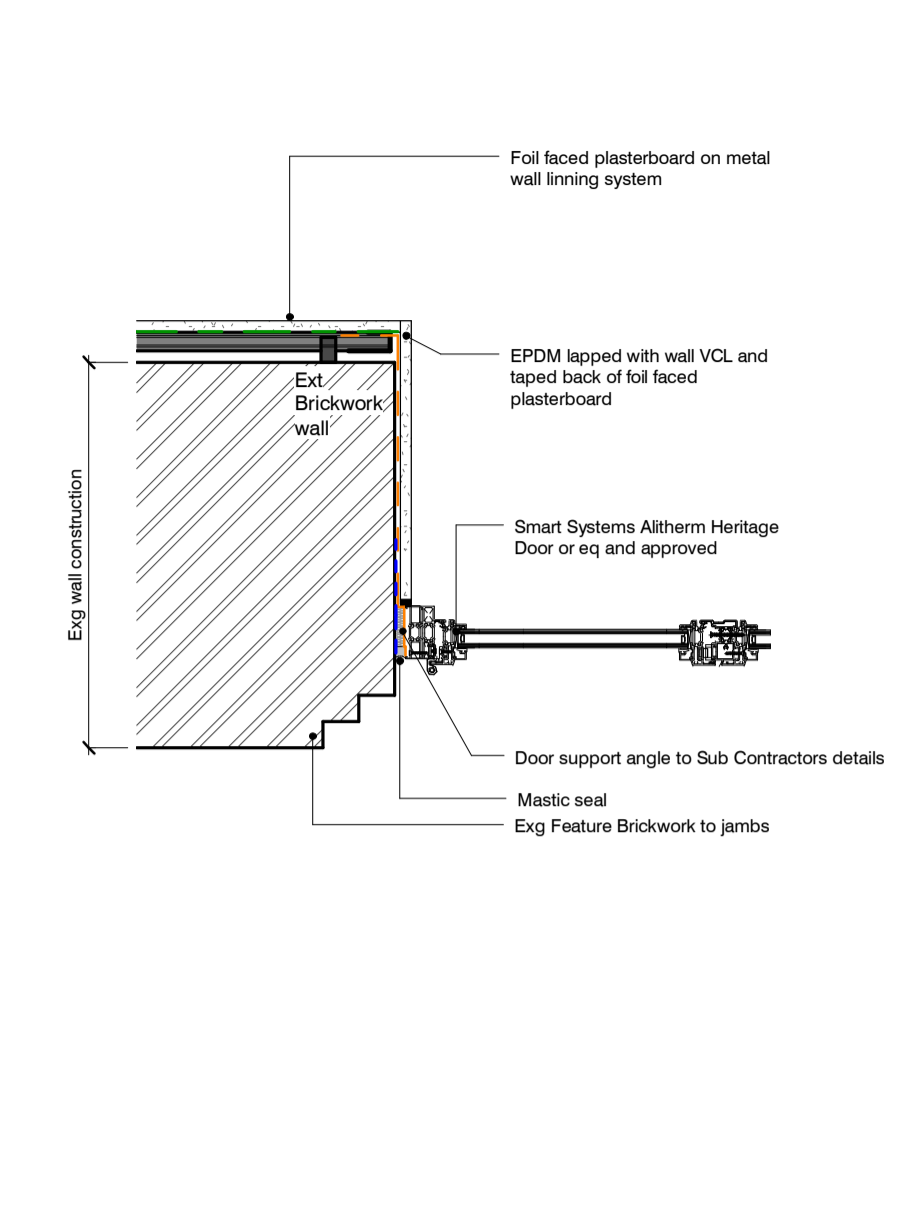 Foil faced plasterboard on metal
wall linning system
EPDM lapped with wall VCL and
taped back of foil faced
plasterboard
Ext
Brickwork
wall
Exg wall construction
Smart Systems Alitherm Heritage
Door or eq and approved
Door support angle to Sub Contractors details
Mastic seal
Exg Feature Brickwork to jambs